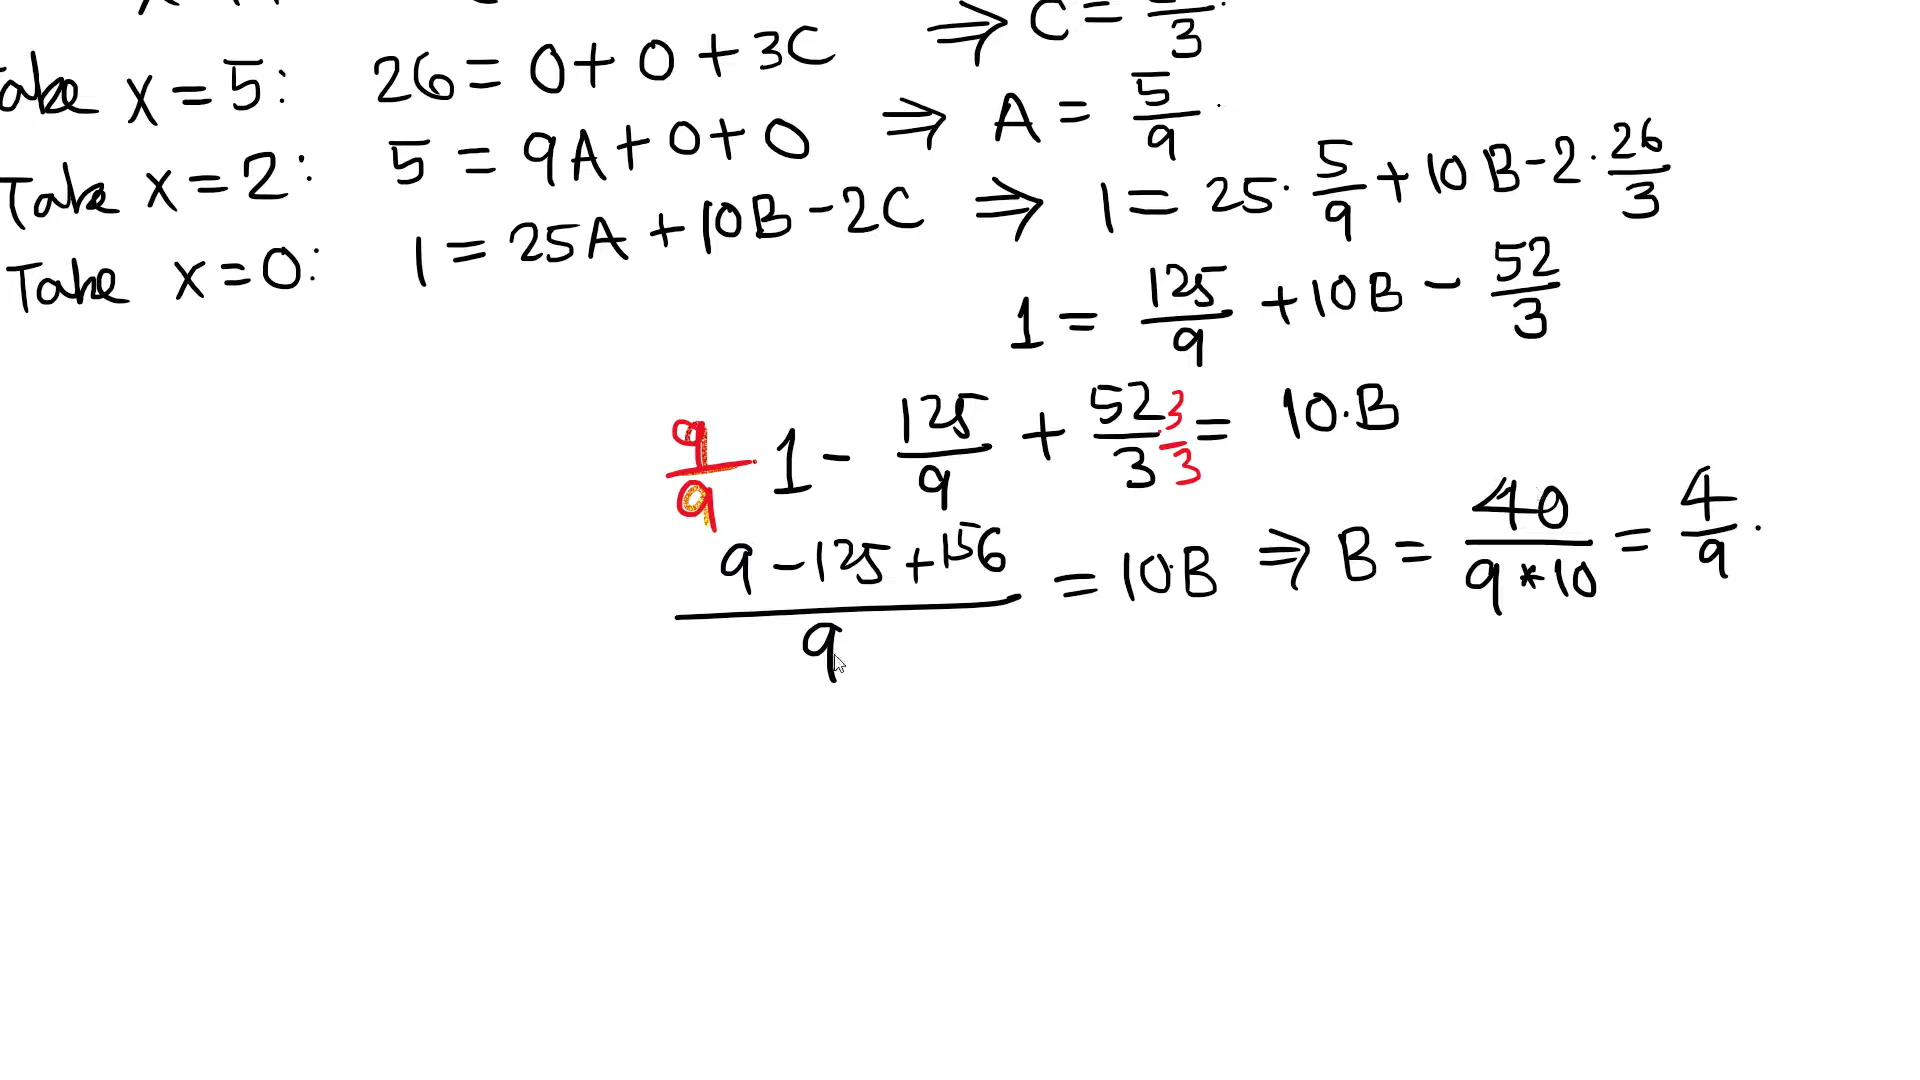 Take x = 5: 26 = 0 + 0 + 3C ⇒ C = /3.
Take x = 2: 5 = 9A + 0 + 0 ⇒ A = 5/9.
Take x = 0: 1 = 25A + 10B - 2C ⇒ 1 = 25 · 5/9 + 10B - 2 · 26/3
1 = 125/9 + 10B - 52/3
9/9 · 1 - 125/9 + 52/3 · 3/3 = 10·B
(9 - 125 + 156)/9 = 10·B ⇒ B = 40/(9*10) = 4/9.